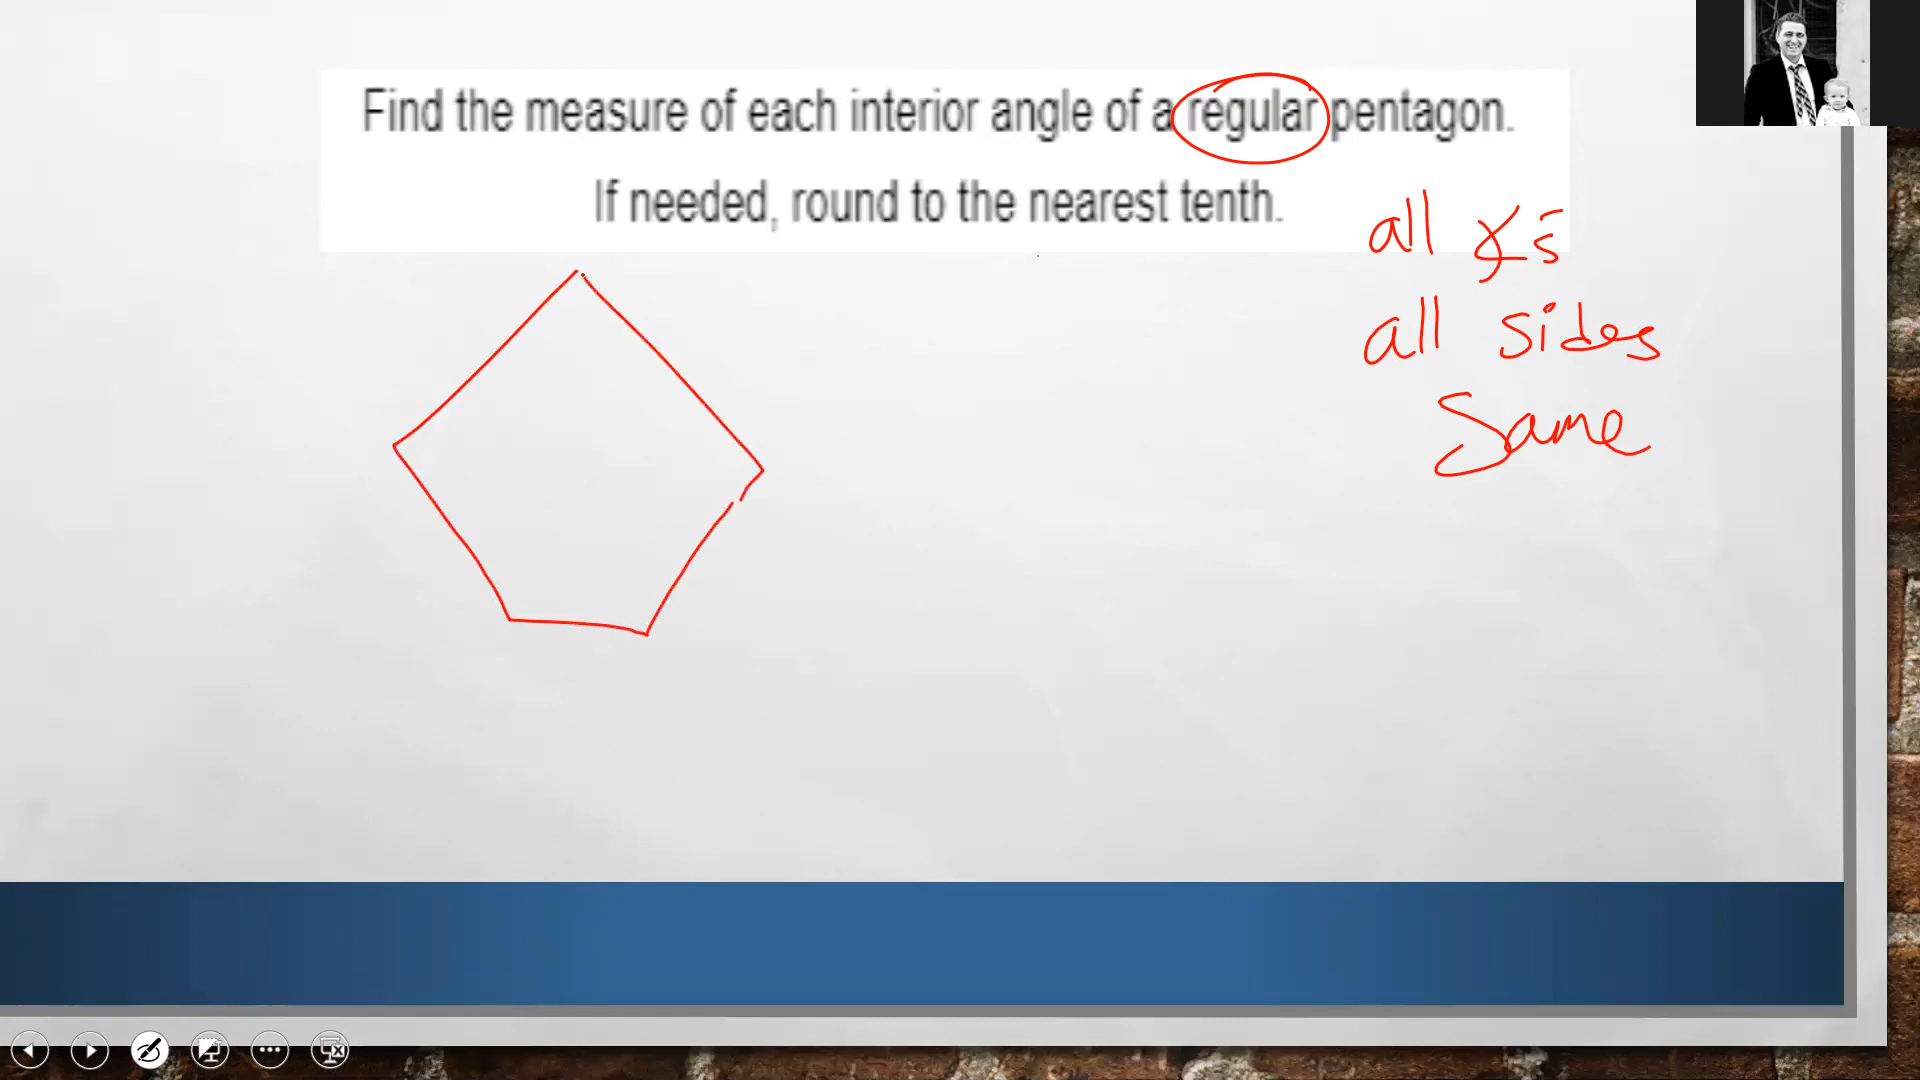 Find the measure of each interior angle of a regular pentagon.
If needed, round to the nearest tenth.
all ∡s
all sides
Same